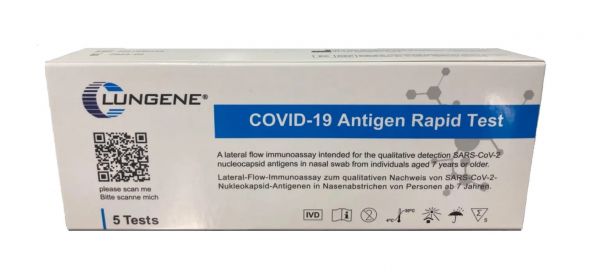 CLUNGENE®
COVID-19 Antigen Rapid Test
A lateral flow immunoassay intended for the qualitative detection SARS-CoV-2
nucleocapsid antigens in nasal swab from individuals aged 7 years or older.
Lateral-Flow-Immunoassay zum qualitativen Nachweis von SARS-CoV-2-
Nukleokapsid-Antigenen in Nasenabstrichen von Personen ab 7 Jahren.
please scan me
Bitte scanne mich
5 Tests
IVD
4°C
30°C
Σ
5